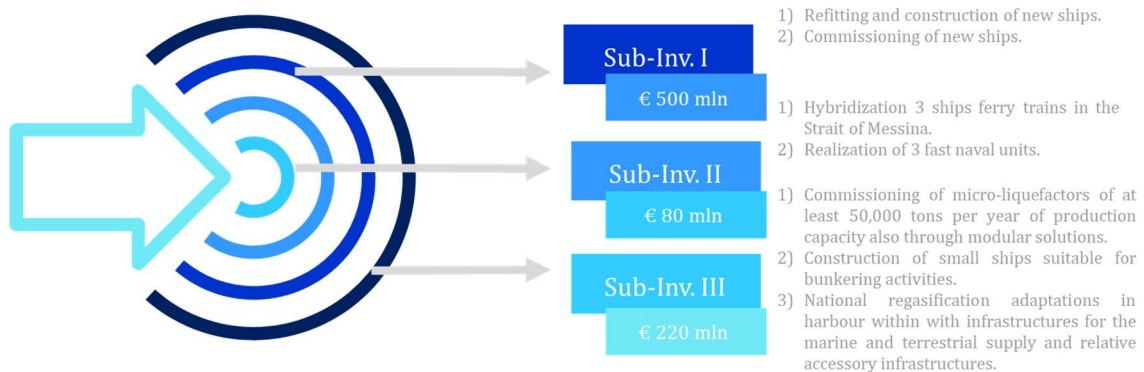 1) Refitting and construction of new ships.
2) Commissioning of new ships.
Sub-Inv. I
€ 500 mln
1) Hybridization 3 ships ferry trains in the
Strait of Messina.
2) Realization of 3 fast naval units.
Sub-Inv. II
€ 80 mln
1) Commissioning of micro-liquefactors of at
least 50,000 tons per year of production
capacity also through modular solutions.
2) Construction of small ships suitable for
bunkering activities.
3) National regasification adaptations in
harbour within with infrastructures for the
marine and terrestrial supply and relative
accessory infrastructures.
Sub-Inv. III
€ 220 mln